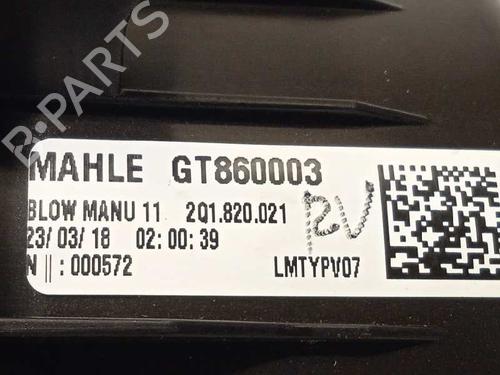 R-PARTS
MAHLE GT860003
BLOW MANU 11 2Q1.820.021
23/03/18 02:00:39
N||:000572 LMTYPV07